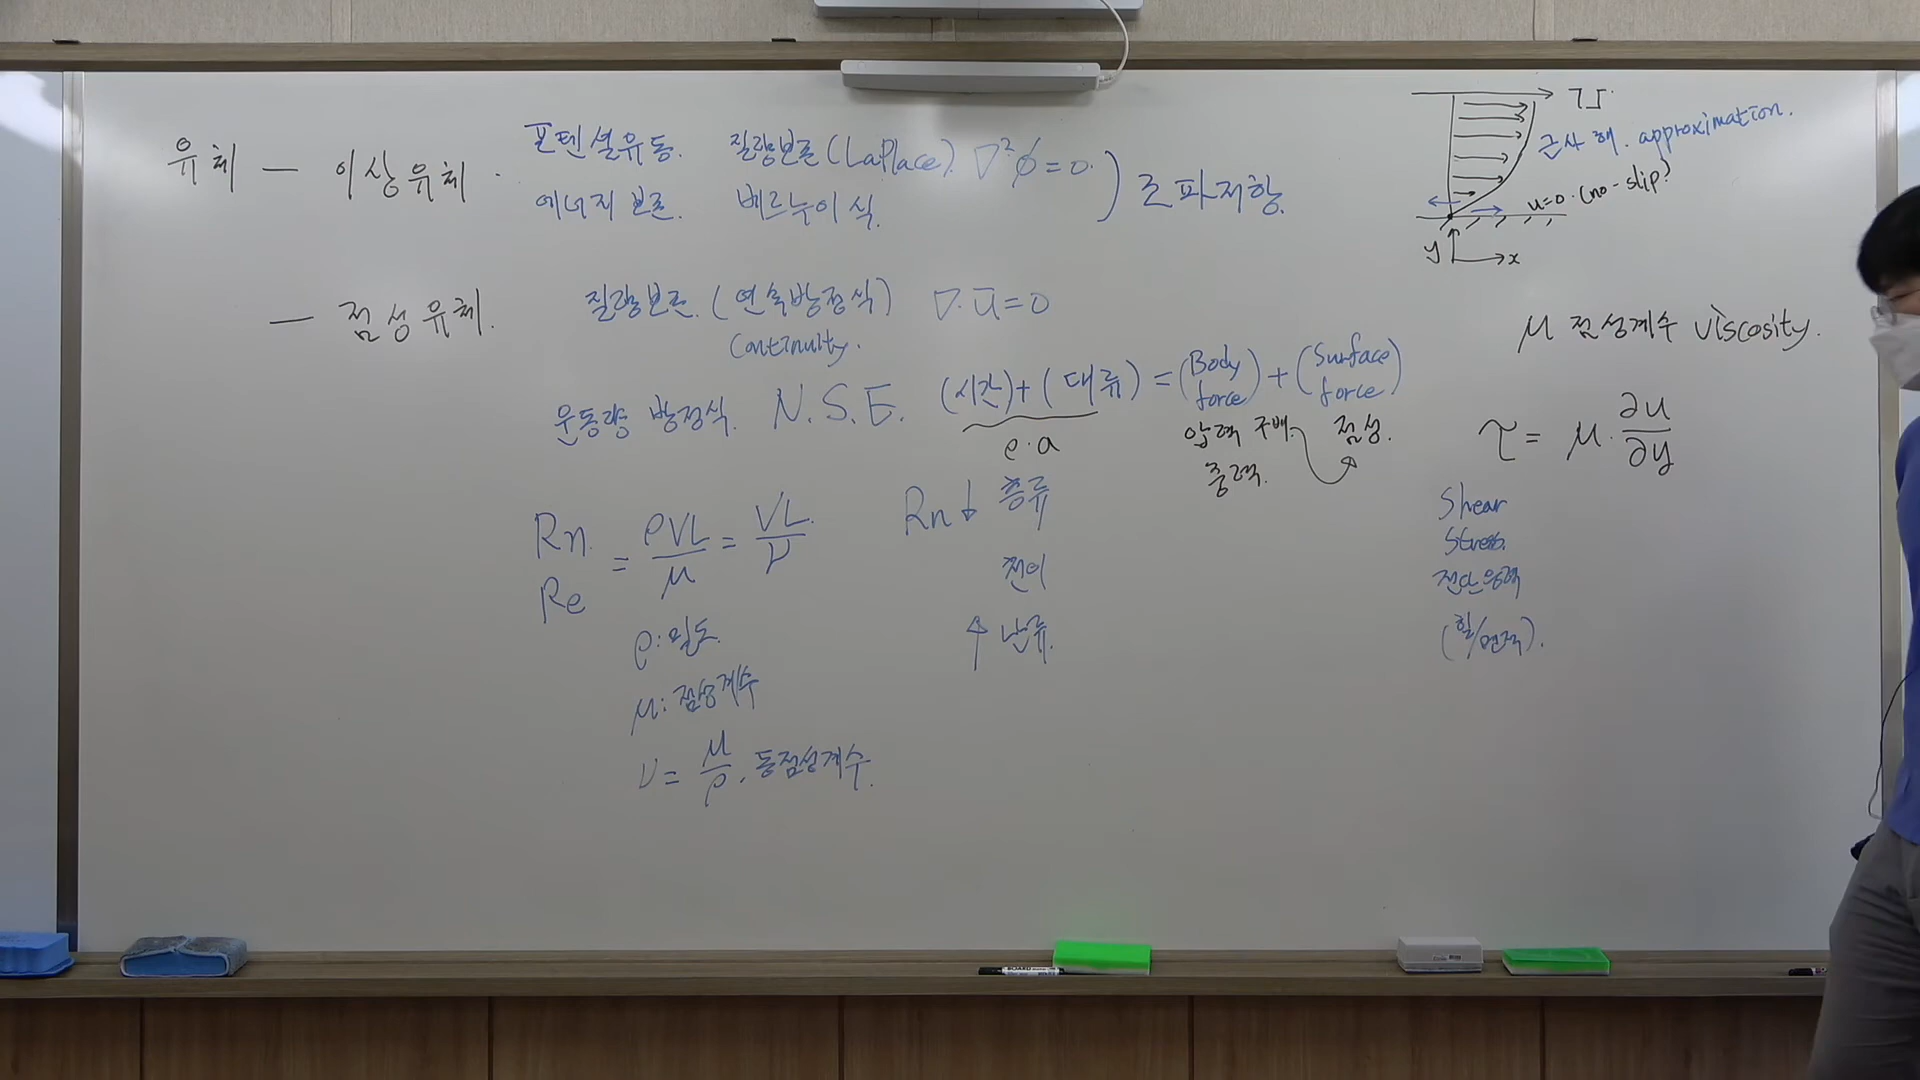 유체 — 이상유체.
포텐셜유동. 질량보존(LaPlace). ∇²φ=0.
에너지 보존. 베르누이 식.
) 조파저항.
— 점성유체.
질량보존. (연속방정식) ∇·u̅=0
Continuity.
운동량 방정식. N.S.E. (시간)+(대류)=(Body force)+(Surface force)
ρ·a
압력 구배. 점성.
중력.
Rn Re = ρVL/μ = VL/ν
ρ: 밀도.
μ: 점성계수
ν = μ/ρ. 동점성계수.
Rn↓ 층류
천이
↑ 난류.
근사해. approximation.
u=0. (no-slip)
y x
μ 점성계수 viscosity.
τ = μ·∂u/∂y
Shear
Stress.
전단응력
(힘/면적).
BOARD